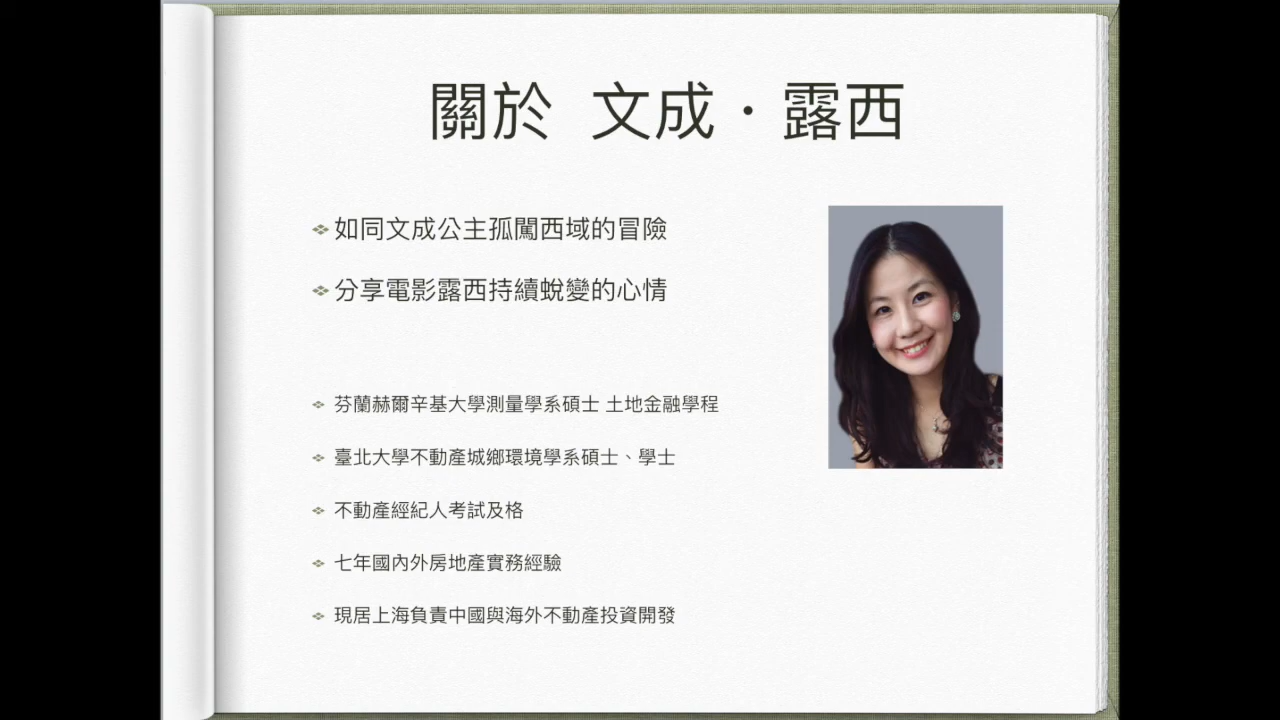 關於 文成·露西
如同文成公主孤闖西域的冒險
分享電影露西持續蛻變的心情
芬蘭赫爾辛基大學測量學系碩士 土地金融學程
臺北大學不動產城鄉環境學系碩士、學士
不動產經紀人考試及格
七年國內外房地產實務經驗
現居上海負責中國與海外不動產投資開發